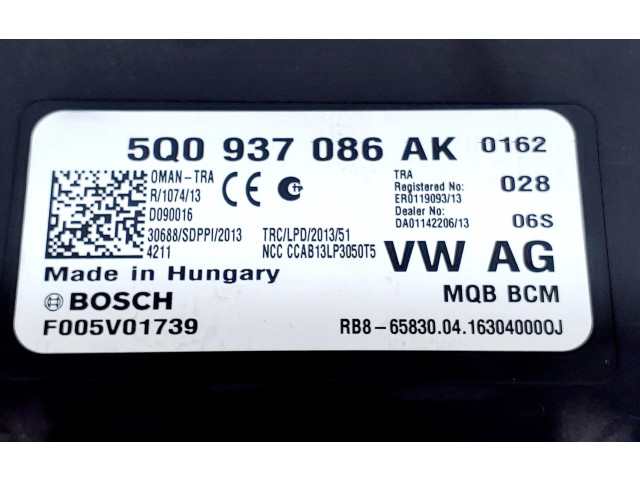 5Q0 937 086 AK 0162
OMAN-TRA
R/1074/13
D090016
CE
TRA
Registered No:
ER0119093/13
Dealer No:
DA01142206/13
028
06S
30688/SDPPI/2013
4211
TRC/LPD/2013/51
NCC CCAB13LP3050T5
VW AG
Made in Hungary
BOSCH
MQB BCM
F005V01739
RB8-65830.04.163040000J